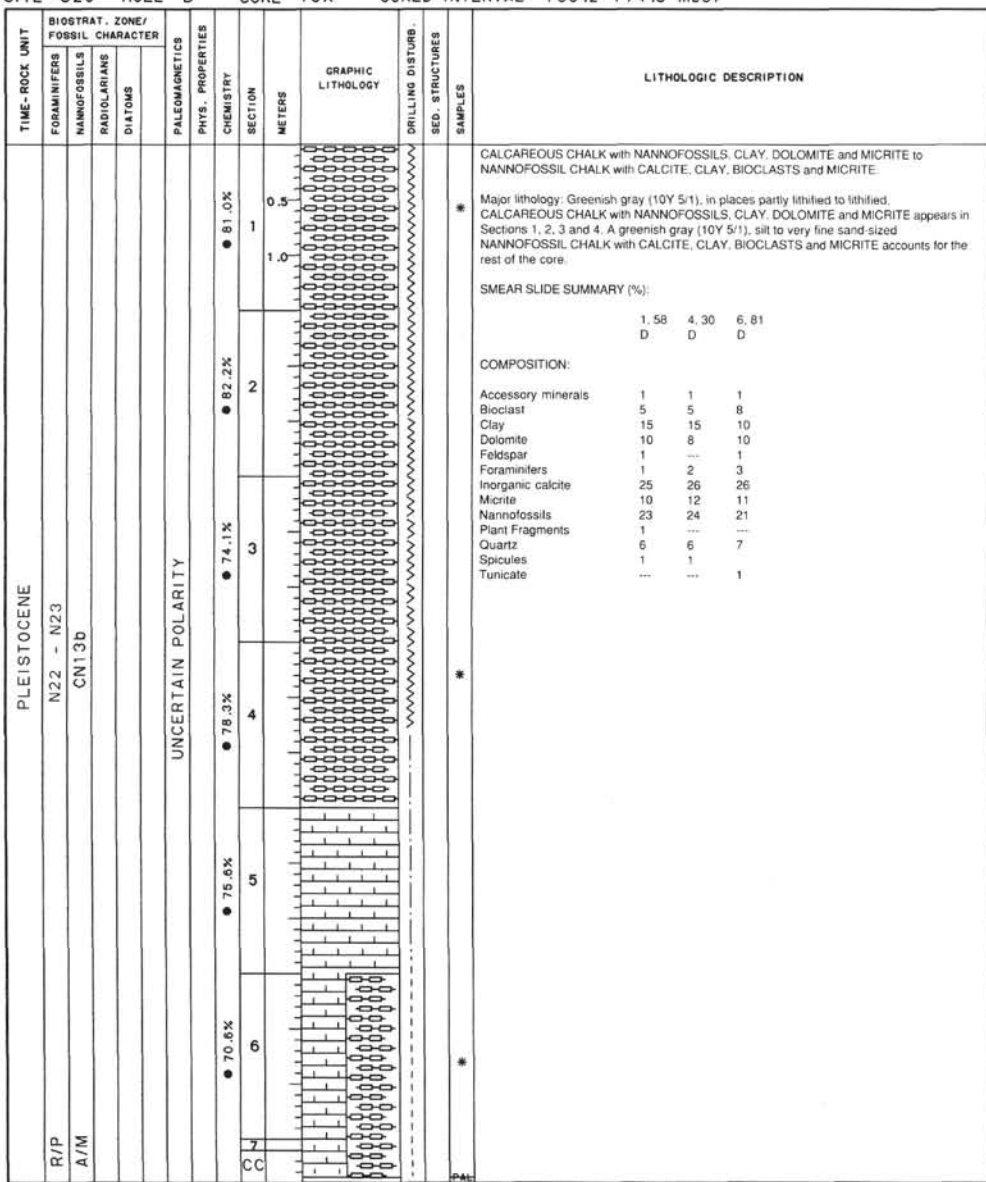 TIME-ROCK UNIT
BIOSTRAT. ZONE/
FOSSIL CHARACTER
FORAMINIFERS
NANNOFOSSILS
RADIOLARIANS
DIATOMS
PALEOMAGNETICS
PHYS. PROPERTIES
CHEMISTRY
SECTION
METERS
GRAPHIC
LITHOLOGY
DRILLING DISTURB.
SED. STRUCTURES
SAMPLES
LITHOLOGIC DESCRIPTION
PLEISTOCENE
N22 - N23
R/P
CN13b
A/M
UNCERTAIN POLARITY
● 81.0%
● 82.2%
● 74.1%
● 78.3%
● 75.6%
● 70.6%
1
2
3
4
5
6
7
CC
0.5
1.0
*
*
*
PAL
CALCAREOUS CHALK with NANNOFOSSILS, CLAY, DOLOMITE and MICRITE to
NANNOFOSSIL CHALK with CALCITE, CLAY, BIOCLASTS and MICRITE.
Major lithology: Greenish gray (10Y 5/1), in places partly lithified to lithified,
CALCAREOUS CHALK with NANNOFOSSILS, CLAY, DOLOMITE and MICRITE appears in
Sections 1, 2, 3 and 4. A greenish gray (10Y 5/1), silt to very fine sand-sized
NANNOFOSSIL CHALK with CALCITE, CLAY, BIOCLASTS and MICRITE accounts for the
rest of the core.
SMEAR SLIDE SUMMARY (%):
1, 58 4, 30 6, 81
D D D
COMPOSITION:
Accessory minerals 1 1 1
Bioclast 5 5 8
Clay 15 15 10
Dolomite 10 8 10
Feldspar 1 --- 1
Foraminifers 1 2 3
Inorganic calcite 25 26 26
Micrite 10 12 11
Nannofossils 23 24 21
Plant Fragments 1 --- ---
Quartz 6 6 7
Spicules 1 1
Tunicate --- --- 1